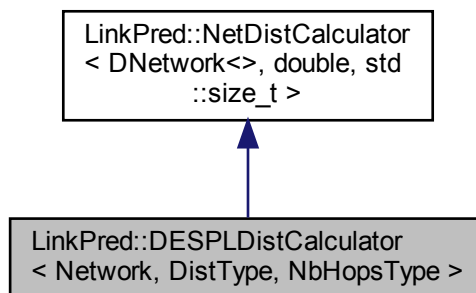 LinkPred::NetDistCalculator
< DNetwork<>, double, std
::size_t >
LinkPred::DESPLDistCalculator
< Network, DistType, NbHopsType >